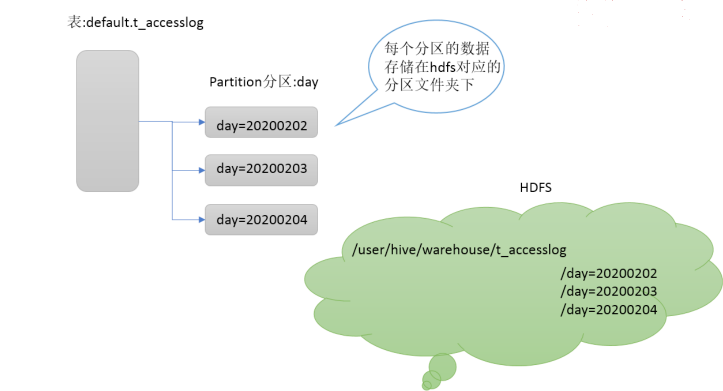 表:default.t_accesslog
每个分区的数据
存储在hdfs对应的
分区文件夹下
Partition分区:day
day=20200202
day=20200203
day=20200204
HDFS
/user/hive/warehouse/t_accesslog
/day=20200202
/day=20200203
/day=20200204